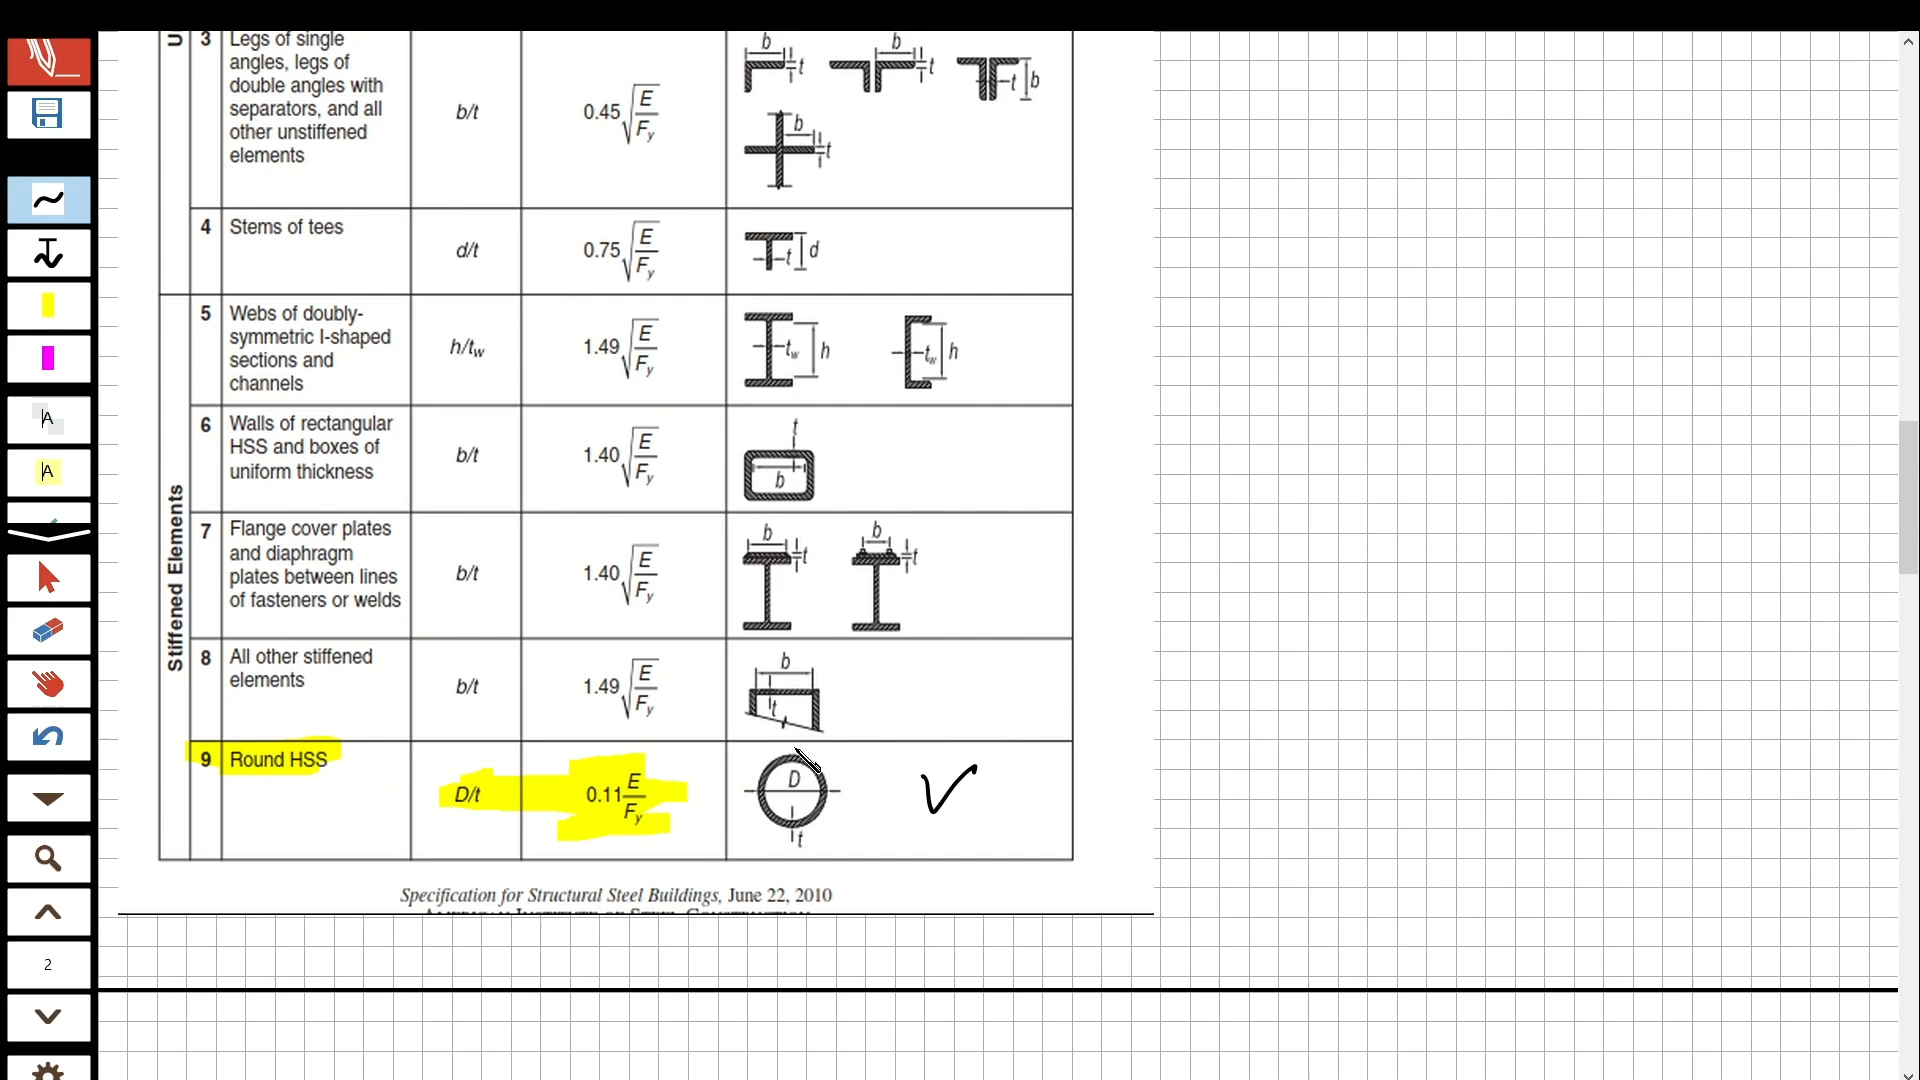 U
3
Legs of single
angles, legs of
double angles with
separators, and all
other unstiffened
elements
b/t
0.45√(E/Fy)
b
t
b
t
t
b
b
t
4
Stems of tees
d/t
0.75√(E/Fy)
t
d
Stiffened Elements
5
Webs of doubly-
symmetric I-shaped
sections and
channels
h/tw
1.49√(E/Fy)
tw
h
tw
h
6
Walls of rectangular
HSS and boxes of
uniform thickness
b/t
1.40√(E/Fy)
t
b
7
Flange cover plates
and diaphragm
plates between lines
of fasteners or welds
b/t
1.40√(E/Fy)
b
t
b
t
8
All other stiffened
elements
b/t
1.49√(E/Fy)
b
t
9
Round HSS
D/t
0.11 E/Fy
D
t
Specification for Structural Steel Buildings, June 22, 2010
A
A
2